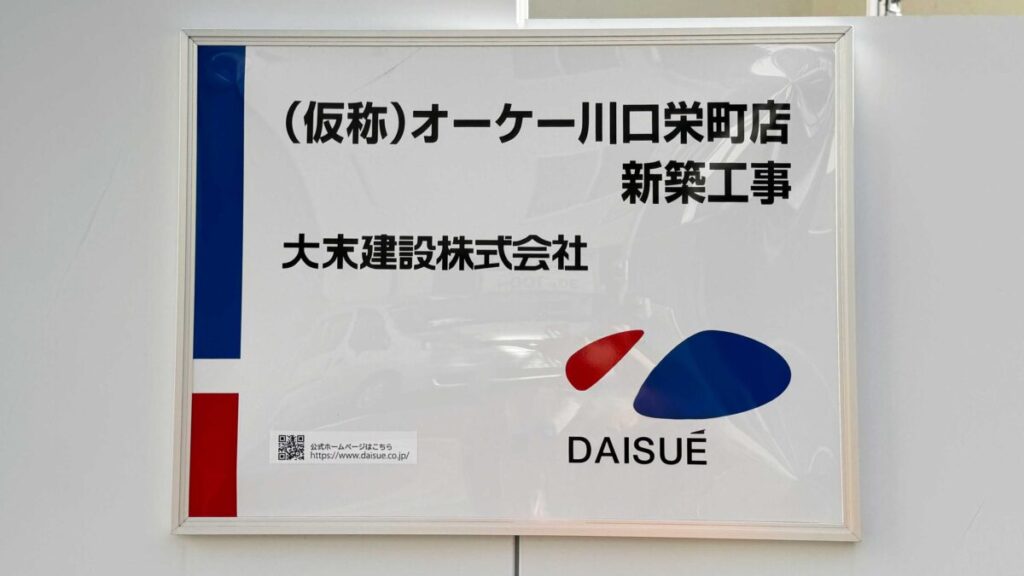 (仮称)オーケー川口栄町店
新築工事
大末建設株式会社
DAISUÉ
公式ホームページはこちら
https://www.daisue.co.jp/